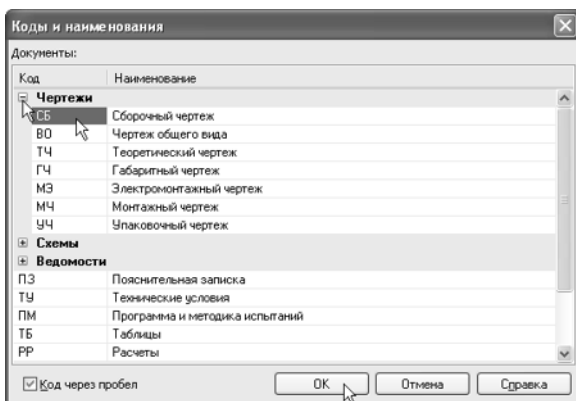 Коды и наименования
Документы:
Код Наименование
Чертежи
СБ Сборочный чертеж
ВО Чертеж общего вида
ТЧ Теоретический чертеж
ГЧ Габаритный чертеж
МЭ Электромонтажный чертеж
МЧ Монтажный чертеж
УЧ Упаковочный чертеж
Схемы
Ведомости
ПЗ Пояснительная записка
ТУ Технические условия
ПМ Программа и методика испытаний
ТБ Таблицы
РР Расчеты
Код через пробел OK Отмена Справка